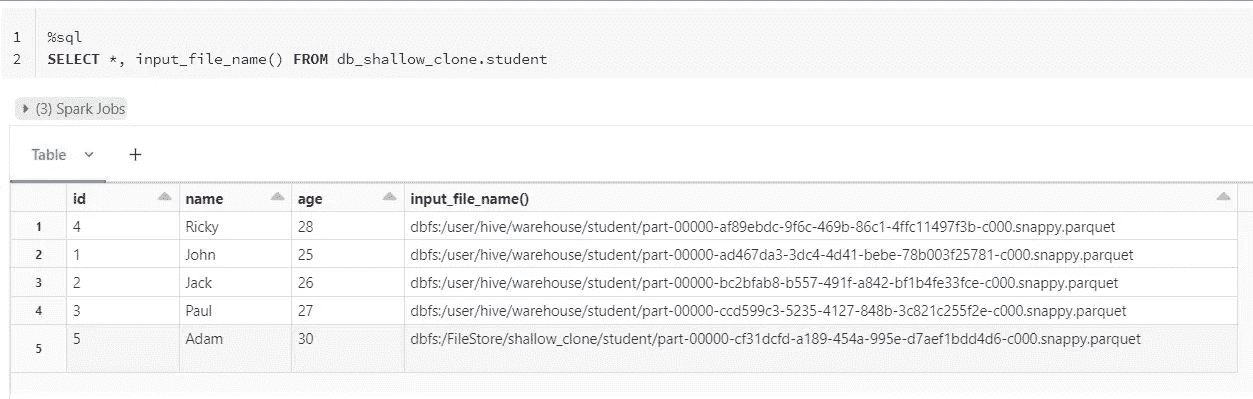 1 %sql
2 SELECT *, input_file_name() FROM db_shallow_clone.student
(3) Spark Jobs
Table +
id name age input_file_name()
1 4 Ricky 28 dbfs:/user/hive/warehouse/student/part-00000-af89ebdc-9f6c-469b-86c1-4ffc11497f3b-c000.snappy.parquet
2 1 John 25 dbfs:/user/hive/warehouse/student/part-00000-ad467da3-3dc4-4d41-bebe-78b003f25781-c000.snappy.parquet
3 2 Jack 26 dbfs:/user/hive/warehouse/student/part-00000-bc2bfab8-b557-491f-a842-bf1b4fe33fce-c000.snappy.parquet
4 3 Paul 27 dbfs:/user/hive/warehouse/student/part-00000-ccd599c3-5235-4127-848b-3c821c255f2e-c000.snappy.parquet
5 5 Adam 30 dbfs:/FileStore/shallow_clone/student/part-00000-cf31dcfd-a189-454a-995e-d7aef1bdd4d6-c000.snappy.parquet